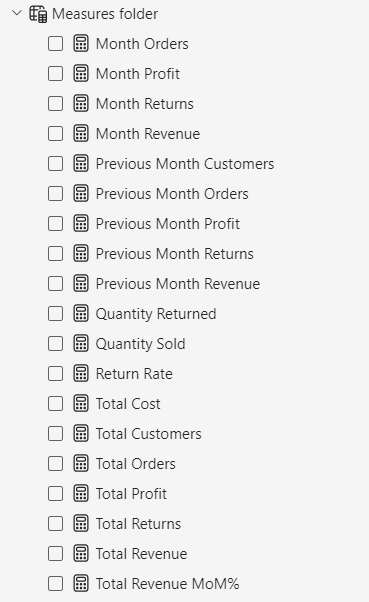 Measures folder
Month Orders
Month Profit
Month Returns
Month Revenue
Previous Month Customers
Previous Month Orders
Previous Month Profit
Previous Month Returns
Previous Month Revenue
Quantity Returned
Quantity Sold
Return Rate
Total Cost
Total Customers
Total Orders
Total Profit
Total Returns
Total Revenue
Total Revenue MoM%